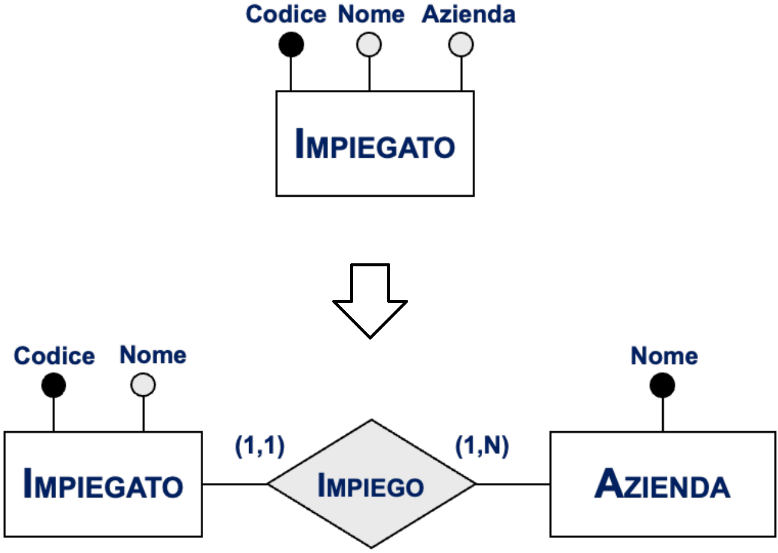 Codice Nome Azienda
IMPIEGATO
Codice Nome Nome
(1,1) (1,N)
IMPIEGATO IMPIEGO AZIENDA